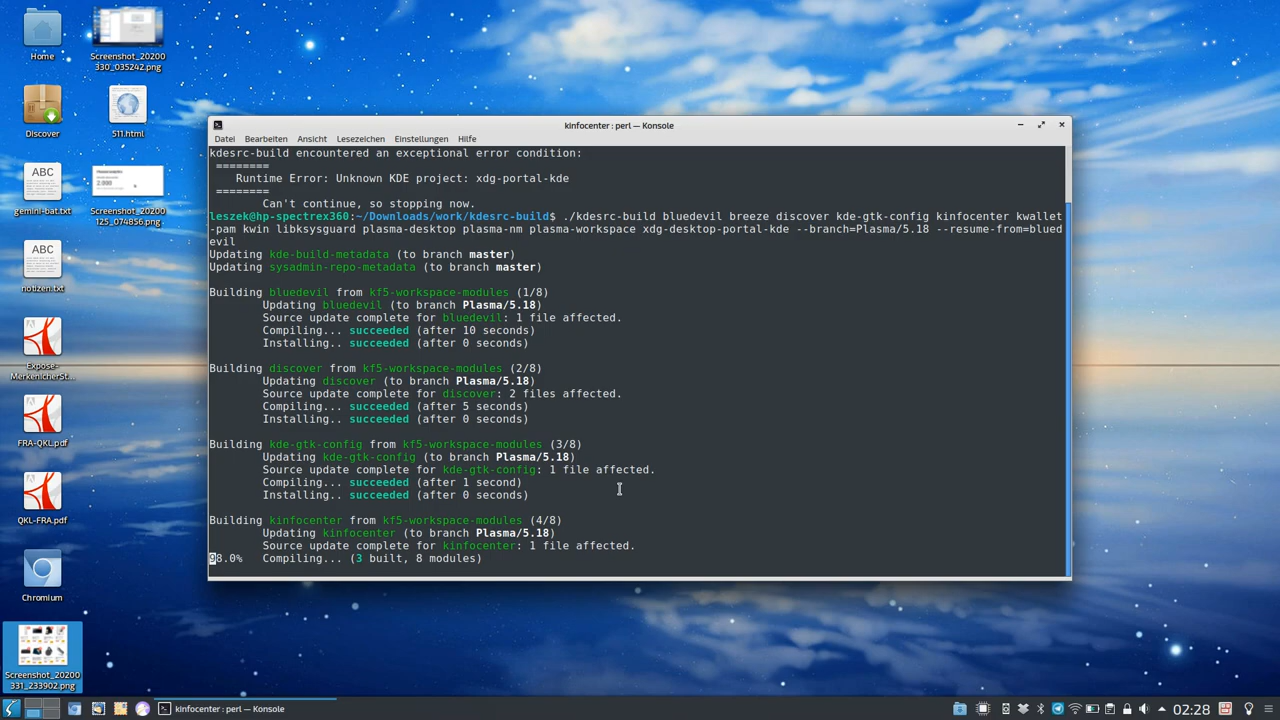 Home
Screenshot_20200
330_035242.png
Discover
511.html
ABC
gemini-bat.txt
Screenshot_20200
125_074856.png
ABC
notizen.txt
Expose-
MerkenicherSt...
FRA-QKL.pdf
QKL-FRA.pdf
Chromium
Screenshot_20200
331_233902.png
kinfocenter : perl — Konsole
Datei Bearbeiten Ansicht Lesezeichen Einstellungen Hilfe
kdesrc-build encountered an exceptional error condition:
========
Runtime Error: Unknown KDE project: xdg-portal-kde
========
Can't continue, so stopping now.
leszek@hp-spectrex360:~/Downloads/work/kdesrc-build$ ./kdesrc-build bluedevil breeze discover kde-gtk-config kinfocenter kwallet
-pam kwin libksysguard plasma-desktop plasma-nm plasma-workspace xdg-desktop-portal-kde --branch=Plasma/5.18 --resume-from=blued
evil
Updating kde-build-metadata (to branch master)
Updating sysadmin-repo-metadata (to branch master)
Building bluedevil from kf5-workspace-modules (1/8)
Updating bluedevil (to branch Plasma/5.18)
Source update complete for bluedevil: 1 file affected.
Compiling... succeeded (after 10 seconds)
Installing.. succeeded (after 0 seconds)
Building discover from kf5-workspace-modules (2/8)
Updating discover (to branch Plasma/5.18)
Source update complete for discover: 2 files affected.
Compiling... succeeded (after 5 seconds)
Installing.. succeeded (after 0 seconds)
Building kde-gtk-config from kf5-workspace-modules (3/8)
Updating kde-gtk-config (to branch Plasma/5.18)
Source update complete for kde-gtk-config: 1 file affected.
Compiling... succeeded (after 1 second)
Installing.. succeeded (after 0 seconds)
Building kinfocenter from kf5-workspace-modules (4/8)
Updating kinfocenter (to branch Plasma/5.18)
Source update complete for kinfocenter: 1 file affected.
98.0% Compiling... (3 built, 8 modules)
kinfocenter : perl — Konsole
02:28